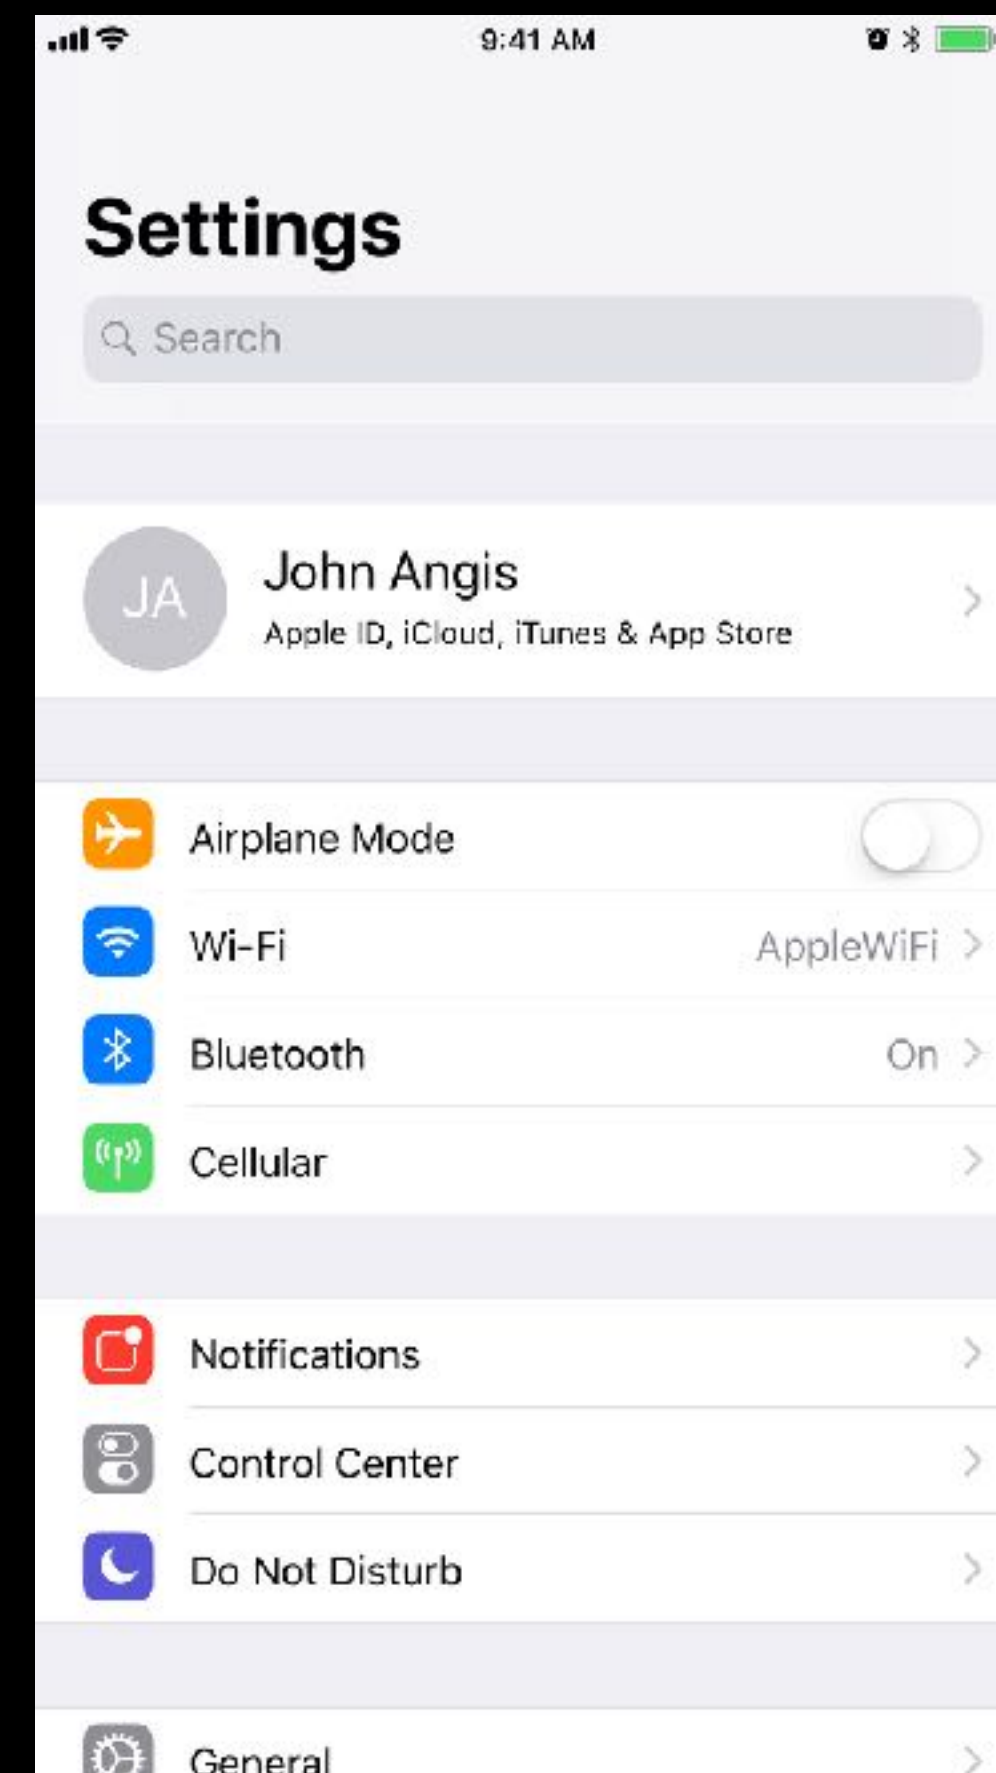 9:41 AM
Settings
Search
JA
John Angis
Apple ID, iCloud, iTunes & App Store
Airplane Mode
Wi-Fi AppleWiFi
Bluetooth On
Cellular
Notifications
Control Center
Do Not Disturb
General